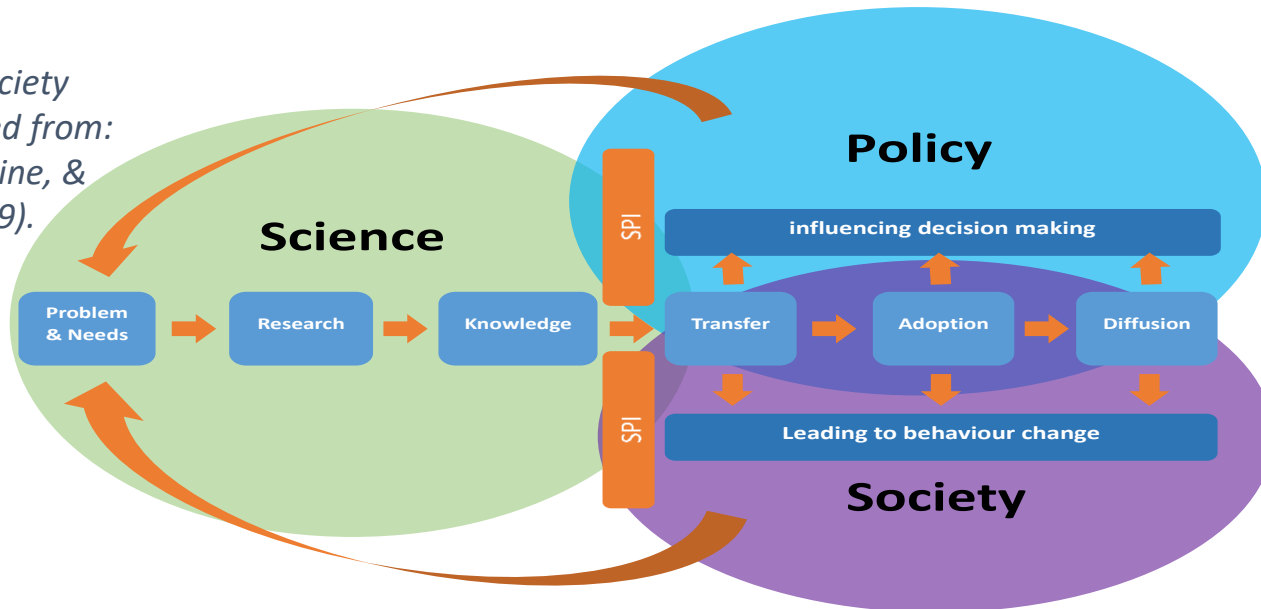 ciety
ed from:
ine, &
9).
Policy
SPI
influencing decision making
Science
Problem
& Needs
Research
Knowledge
Transfer
Adoption
Diffusion
SPI
Leading to behaviour change
Society